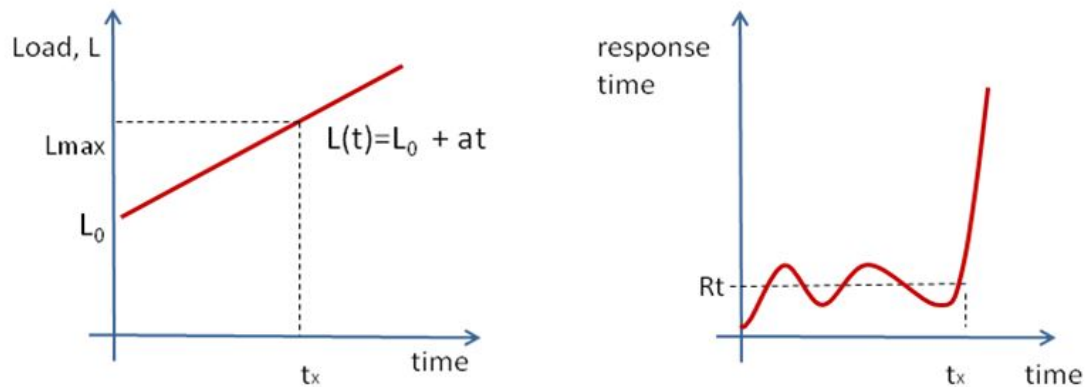 Load, L
Lmax
L₀
L(t)=L₀ + at
tₓ
time
response
time
Rt
tₓ
time